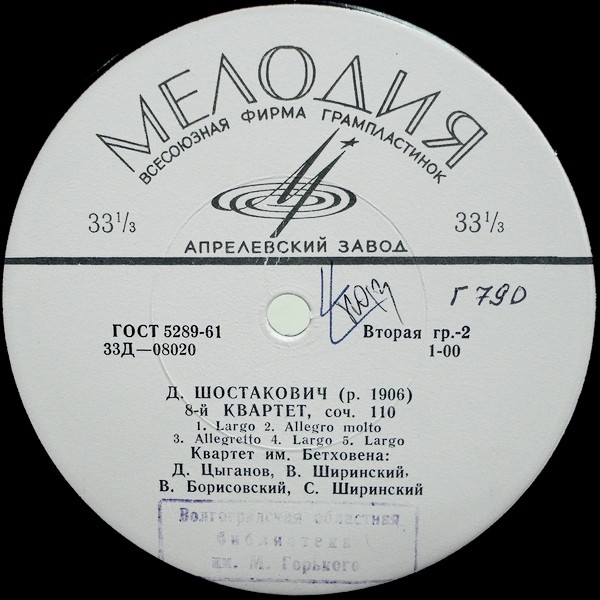 МЕЛОДИЯ
ВСЕСОЮЗНАЯ ФИРМА ГРАМПЛАСТИНОК
33⅓ 33⅓
АПРЕЛЕВСКИЙ ЗАВОД
Г 790
ГОСТ 5289-61 Вторая гр.-2
33Д—08020 1-00
Д. ШОСТАКОВИЧ (р. 1906)
8-й КВАРТЕТ, соч. 110
1. Largo 2. Allegro molto
3. Allegretto 4. Largo 5. Largo
Квартет им. Бетховена:
Д. Цыганов, В. Ширинский,
В. Борисовский, С. Ширинский
Волгоградская областная
библиотека
им. М. Горького